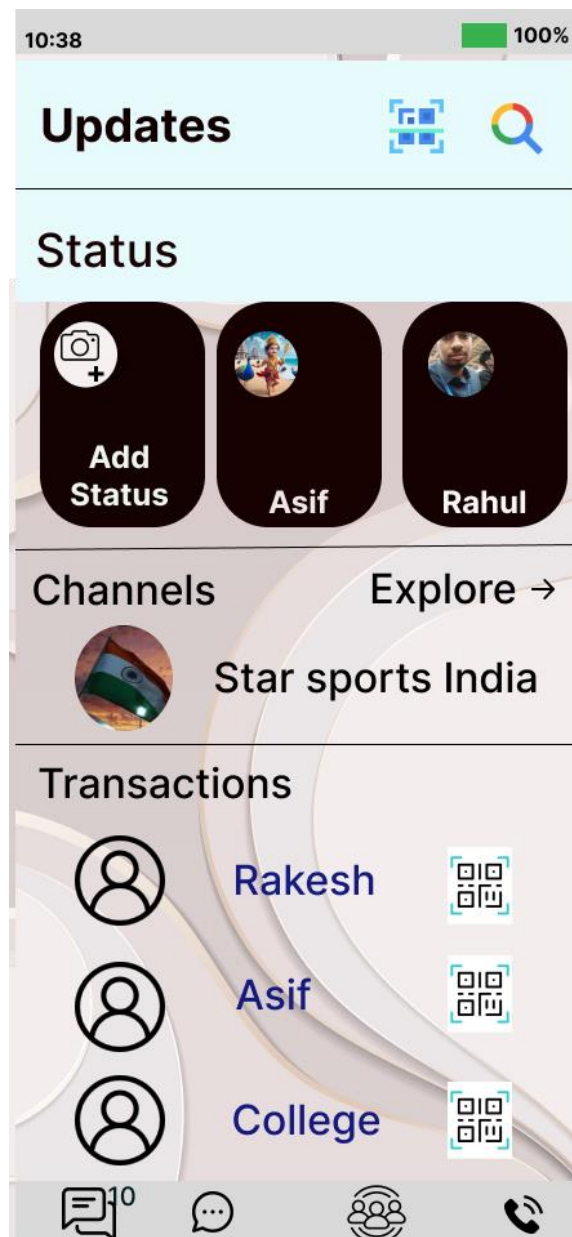 10:38 100%
Updates
Status
Add
Status
Asif
Rahul
Channels Explore →
Star sports India
Transactions
Rakesh
Asif
College
10